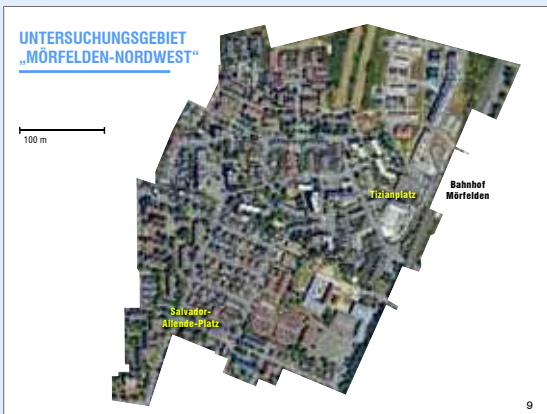 UNTERSUCHUNGSGEBIET
„MÖRFELDEN-NORDWEST“
100 m
Tizianplatz
Bahnhof
Mörfelden
Salvador-
Allende-Platz
9